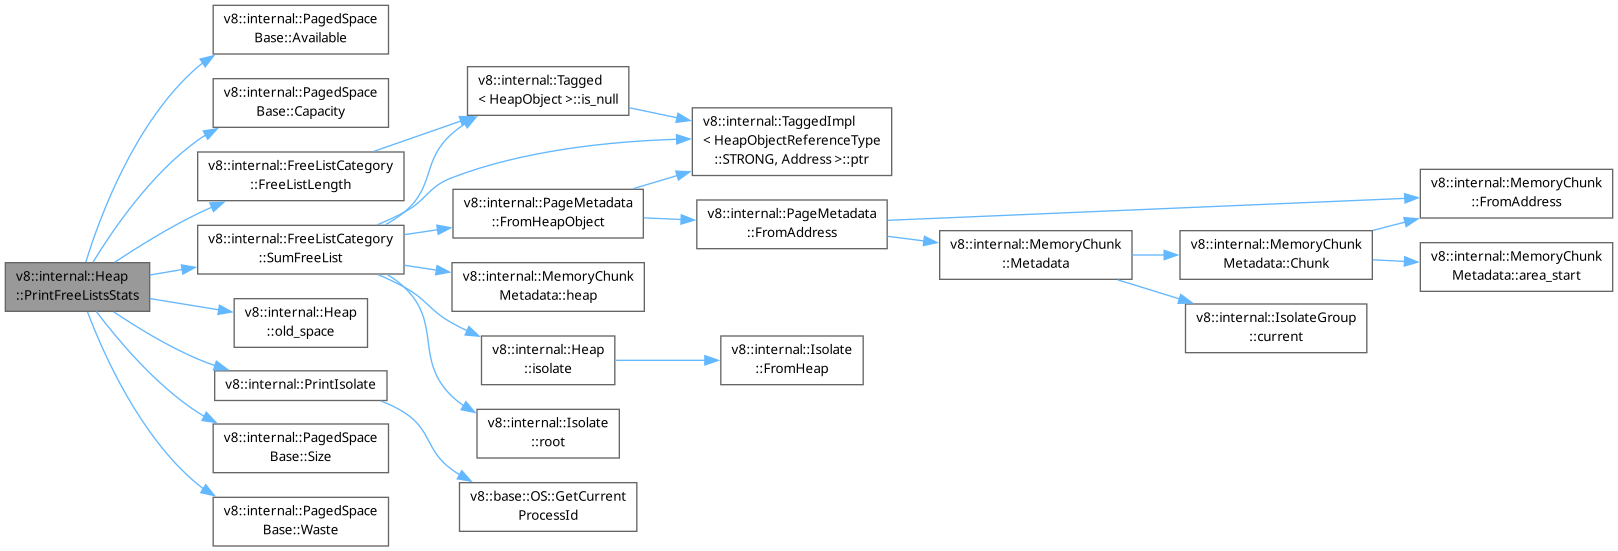 v8::internal::Heap
::PrintFreeListsStats
v8::internal::PagedSpace
Base::Available
v8::internal::PagedSpace
Base::Capacity
v8::internal::FreeListCategory
::FreeListLength
v8::internal::FreeListCategory
::SumFreeList
v8::internal::Heap
::old_space
v8::internal::PrintIsolate
v8::internal::PagedSpace
Base::Size
v8::internal::PagedSpace
Base::Waste
v8::internal::Tagged
< HeapObject >::is_null
v8::internal::PageMetadata
::FromHeapObject
v8::internal::MemoryChunk
Metadata::heap
v8::internal::Heap
::isolate
v8::internal::Isolate
::root
v8::base::OS::GetCurrent
ProcessId
v8::internal::TaggedImpl
< HeapObjectReferenceType
::STRONG, Address >::ptr
v8::internal::PageMetadata
::FromAddress
v8::internal::Isolate
::FromHeap
v8::internal::MemoryChunk
::Metadata
v8::internal::MemoryChunk
Metadata::Chunk
v8::internal::IsolateGroup
::current
v8::internal::MemoryChunk
::FromAddress
v8::internal::MemoryChunk
Metadata::area_start